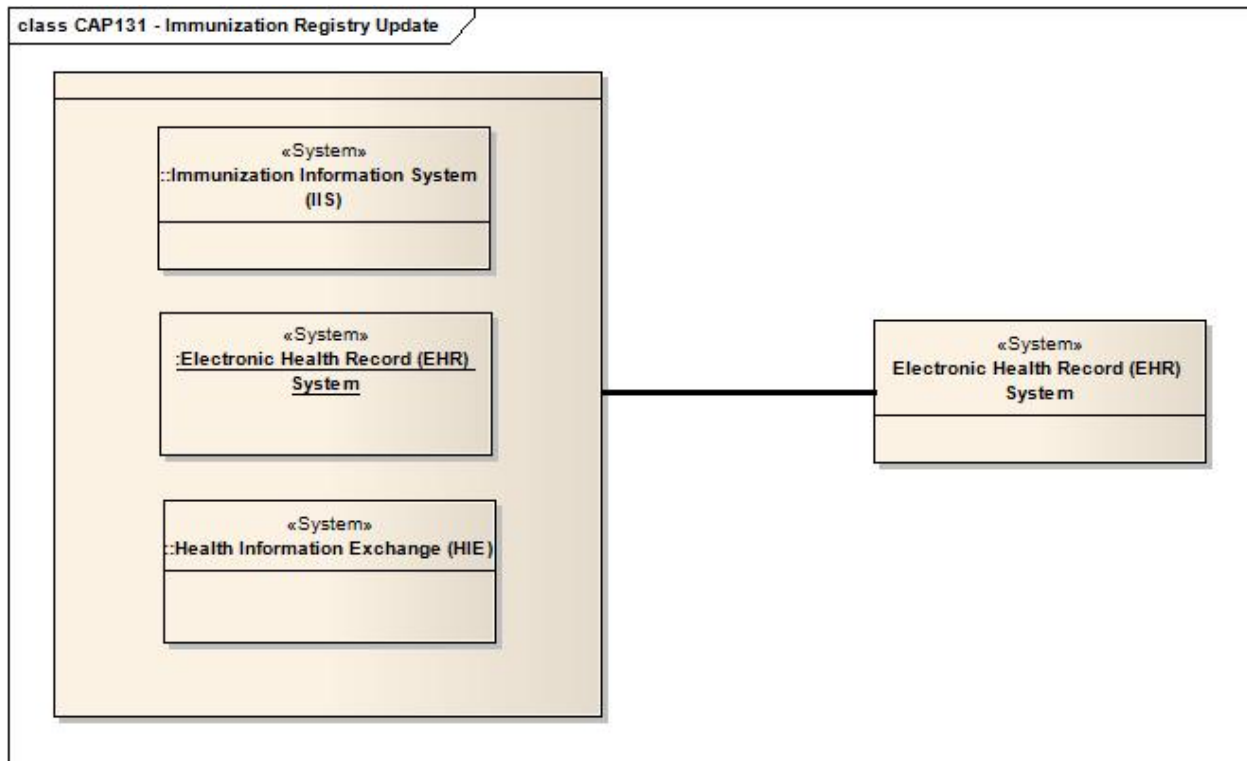 class CAP131 - Immunization Registry Update
«System»
::Immunization Information System
(IIS)
«System»
:Electronic Health Record (EHR)
System
«System»
::Health Information Exchange (HIE)
«System»
Electronic Health Record (EHR)
System